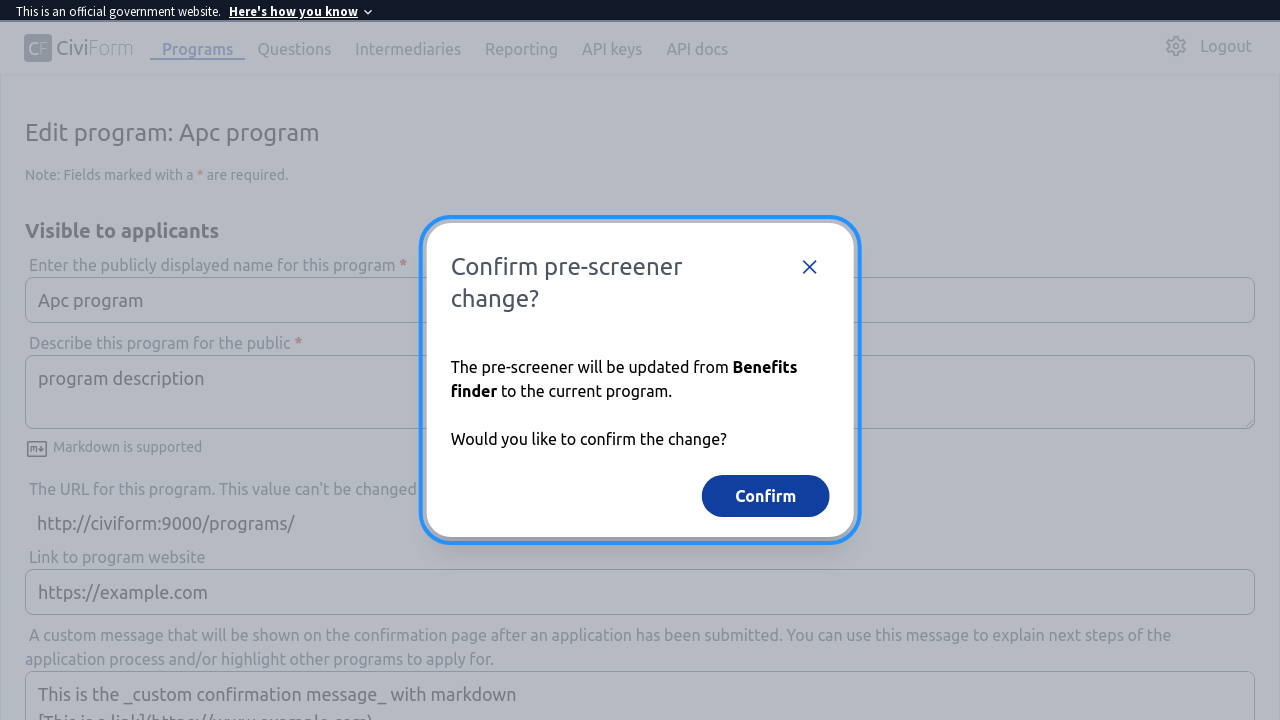 This is an official government website. Here's how you know
CF CiviForm Programs Questions Intermediaries Reporting API keys API docs Logout
Edit program: Apc program
Note: Fields marked with a * are required.
Visible to applicants
Enter the publicly displayed name for this program *
Apc program
Describe this program for the public *
program description
Markdown is supported
The URL for this program. This value can't be changed
http://civiform:9000/programs/
Link to program website
https://example.com
A custom message that will be shown on the confirmation page after an application has been submitted. You can use this message to explain next steps of the
application process and/or highlight other programs to apply for.
This is the _custom confirmation message_ with markdown
[This is a link](https://www.example.com)
Confirm pre-screener
change?
The pre-screener will be updated from Benefits
finder to the current program.
Would you like to confirm the change?
Confirm